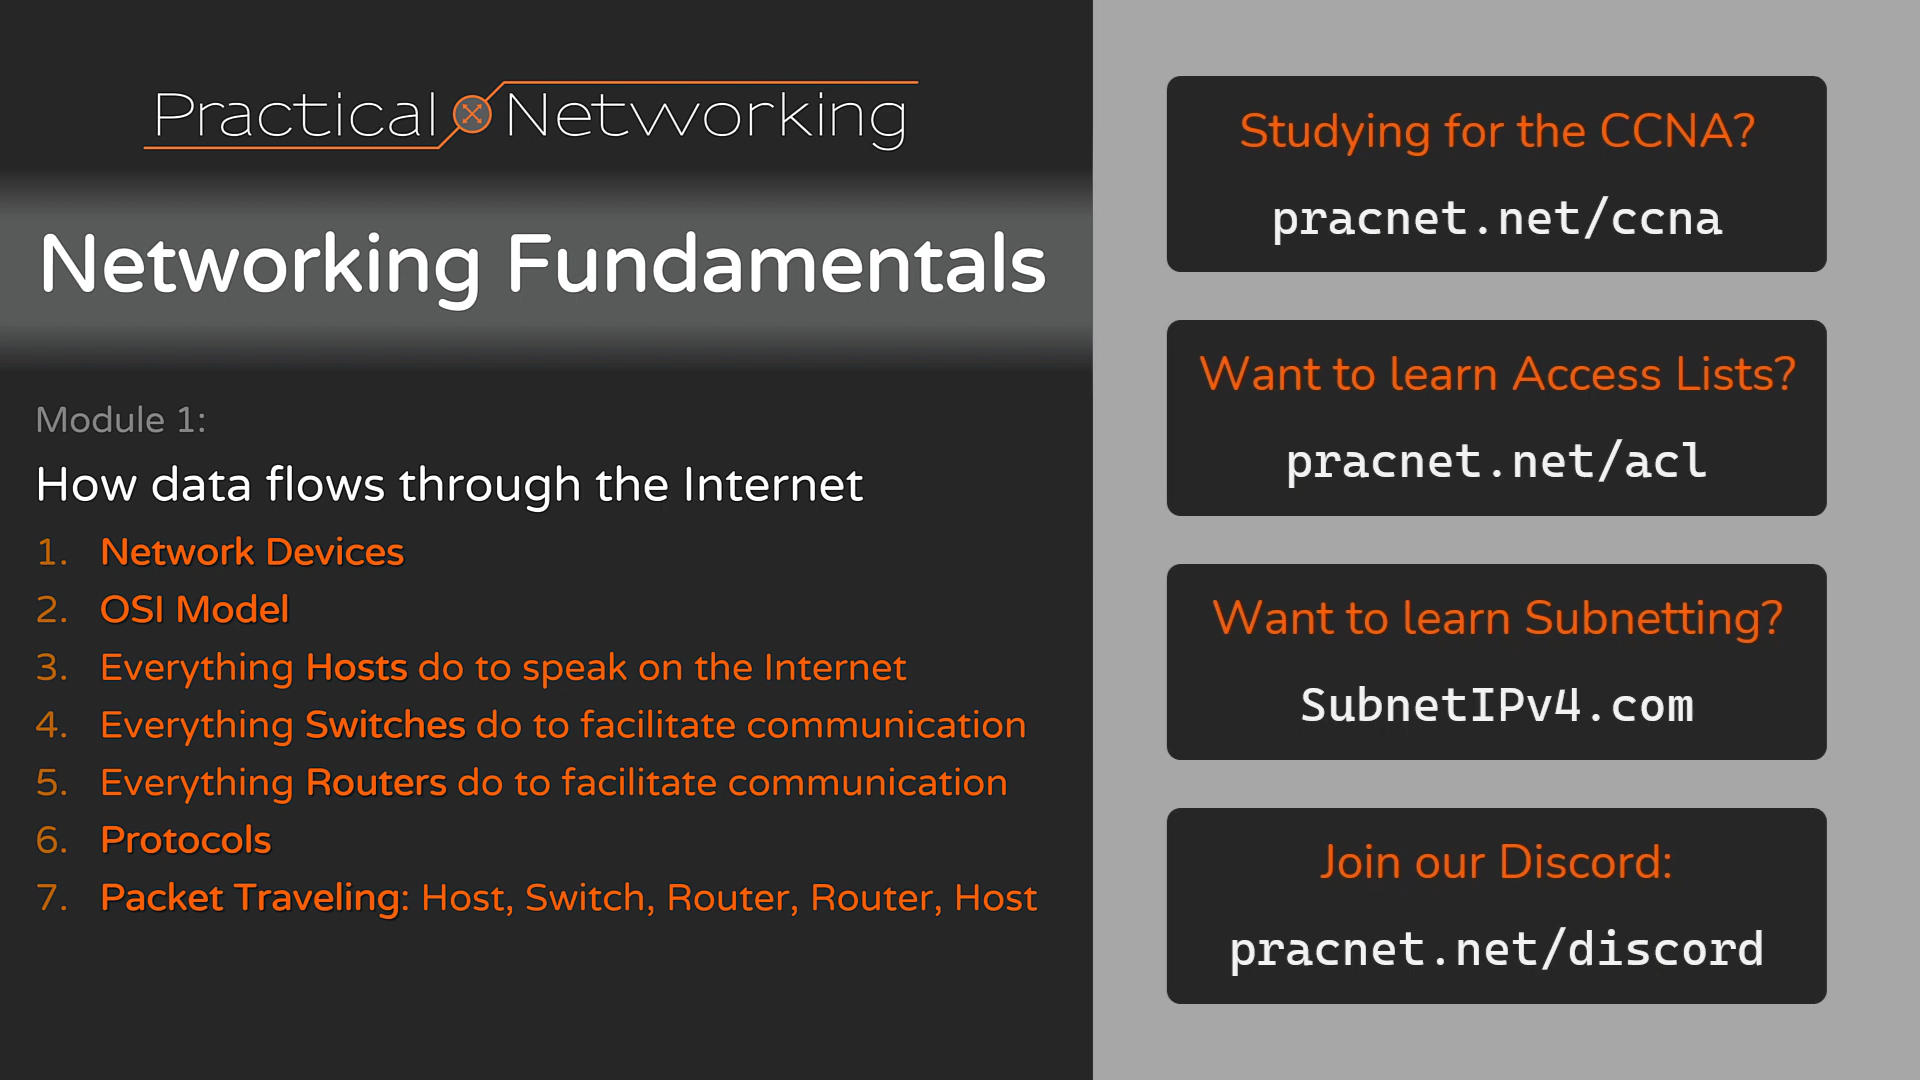 Practical Networking
Networking Fundamentals
Module 1:
How data flows through the Internet
1. Network Devices
2. OSI Model
3. Everything Hosts do to speak on the Internet
4. Everything Switches do to facilitate communication
5. Everything Routers do to facilitate communication
6. Protocols
7. Packet Traveling: Host, Switch, Router, Router, Host
Studying for the CCNA?
pracnet.net/ccna
Want to learn Access Lists?
pracnet.net/acl
Want to learn Subnetting?
SubnetIPv4.com
Join our Discord:
pracnet.net/discord